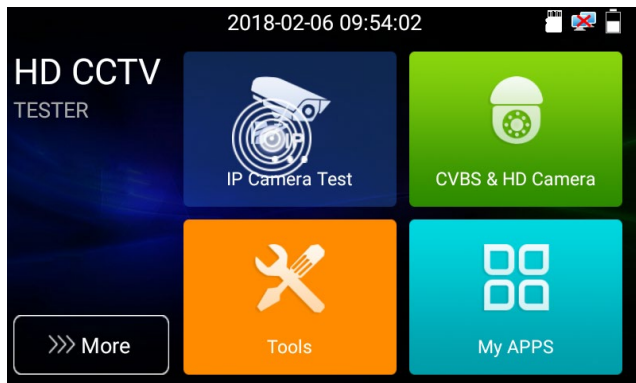 2018-02-06 09:54:02
HD CCTV
TESTER
IP
IP Camera Test
CVBS & HD Camera
Tools
My APPS
>>> More